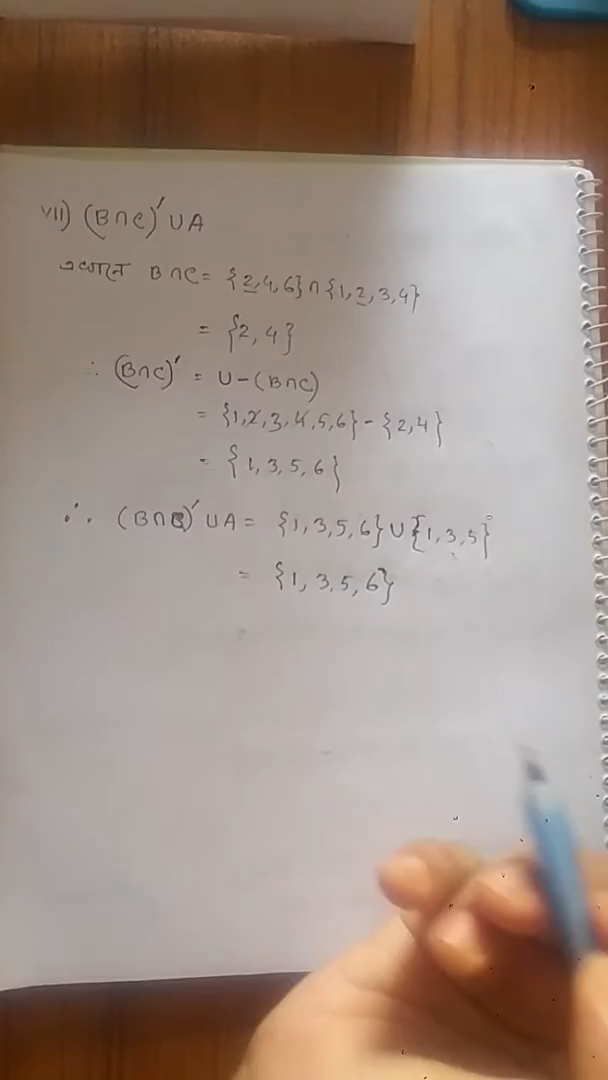 VII) (B∩C)′ ∪A
এখানে B∩C = {2,4,6}∩{1,2,3,4}
= {2,4}
∴ (B∩C)′ = U-(B∩C)
= {1,2,3,4,5,6} - {2,4}
= {1,3,5,6}
∴ (B∩C)′ ∪A = {1,3,5,6}∪{1,3,5}
= {1,3,5,6}